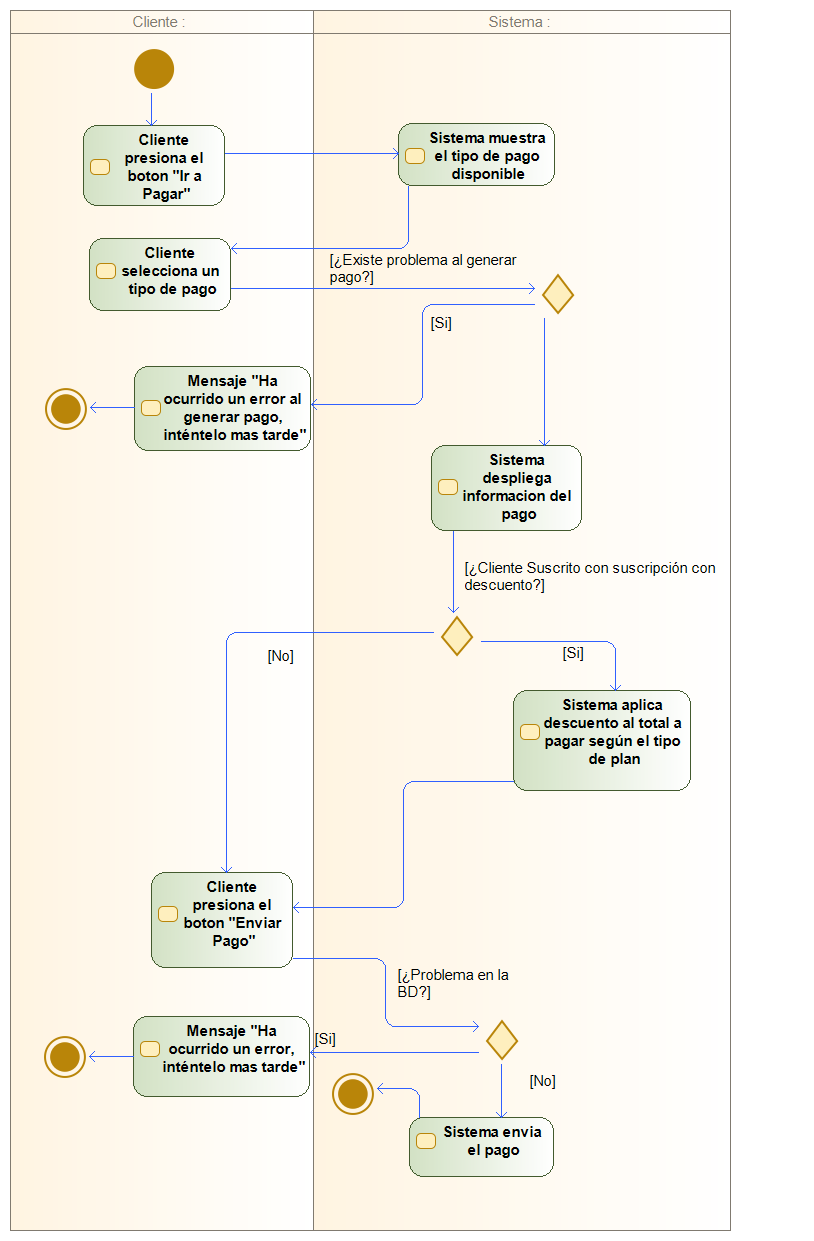 Cliente :
Sistema :
Cliente
presiona el
boton "Ir a
Pagar"
Sistema muestra
el tipo de pago
disponible
Cliente
selecciona un
tipo de pago
[¿Existe problema al generar
pago?]
[Si]
Mensaje "Ha
ocurrido un error al
generar pago,
inténtelo mas tarde"
Sistema
despliega
informacion del
pago
[¿Cliente Suscrito con suscripción con
descuento?]
[No]
[Si]
Sistema aplica
descuento al total a
pagar según el tipo
de plan
Cliente
presiona el
boton "Enviar
Pago"
[¿Problema en la
BD?]
Mensaje "Ha
ocurrido un error,
inténtelo mas tarde"
[Si]
[No]
Sistema envia
el pago